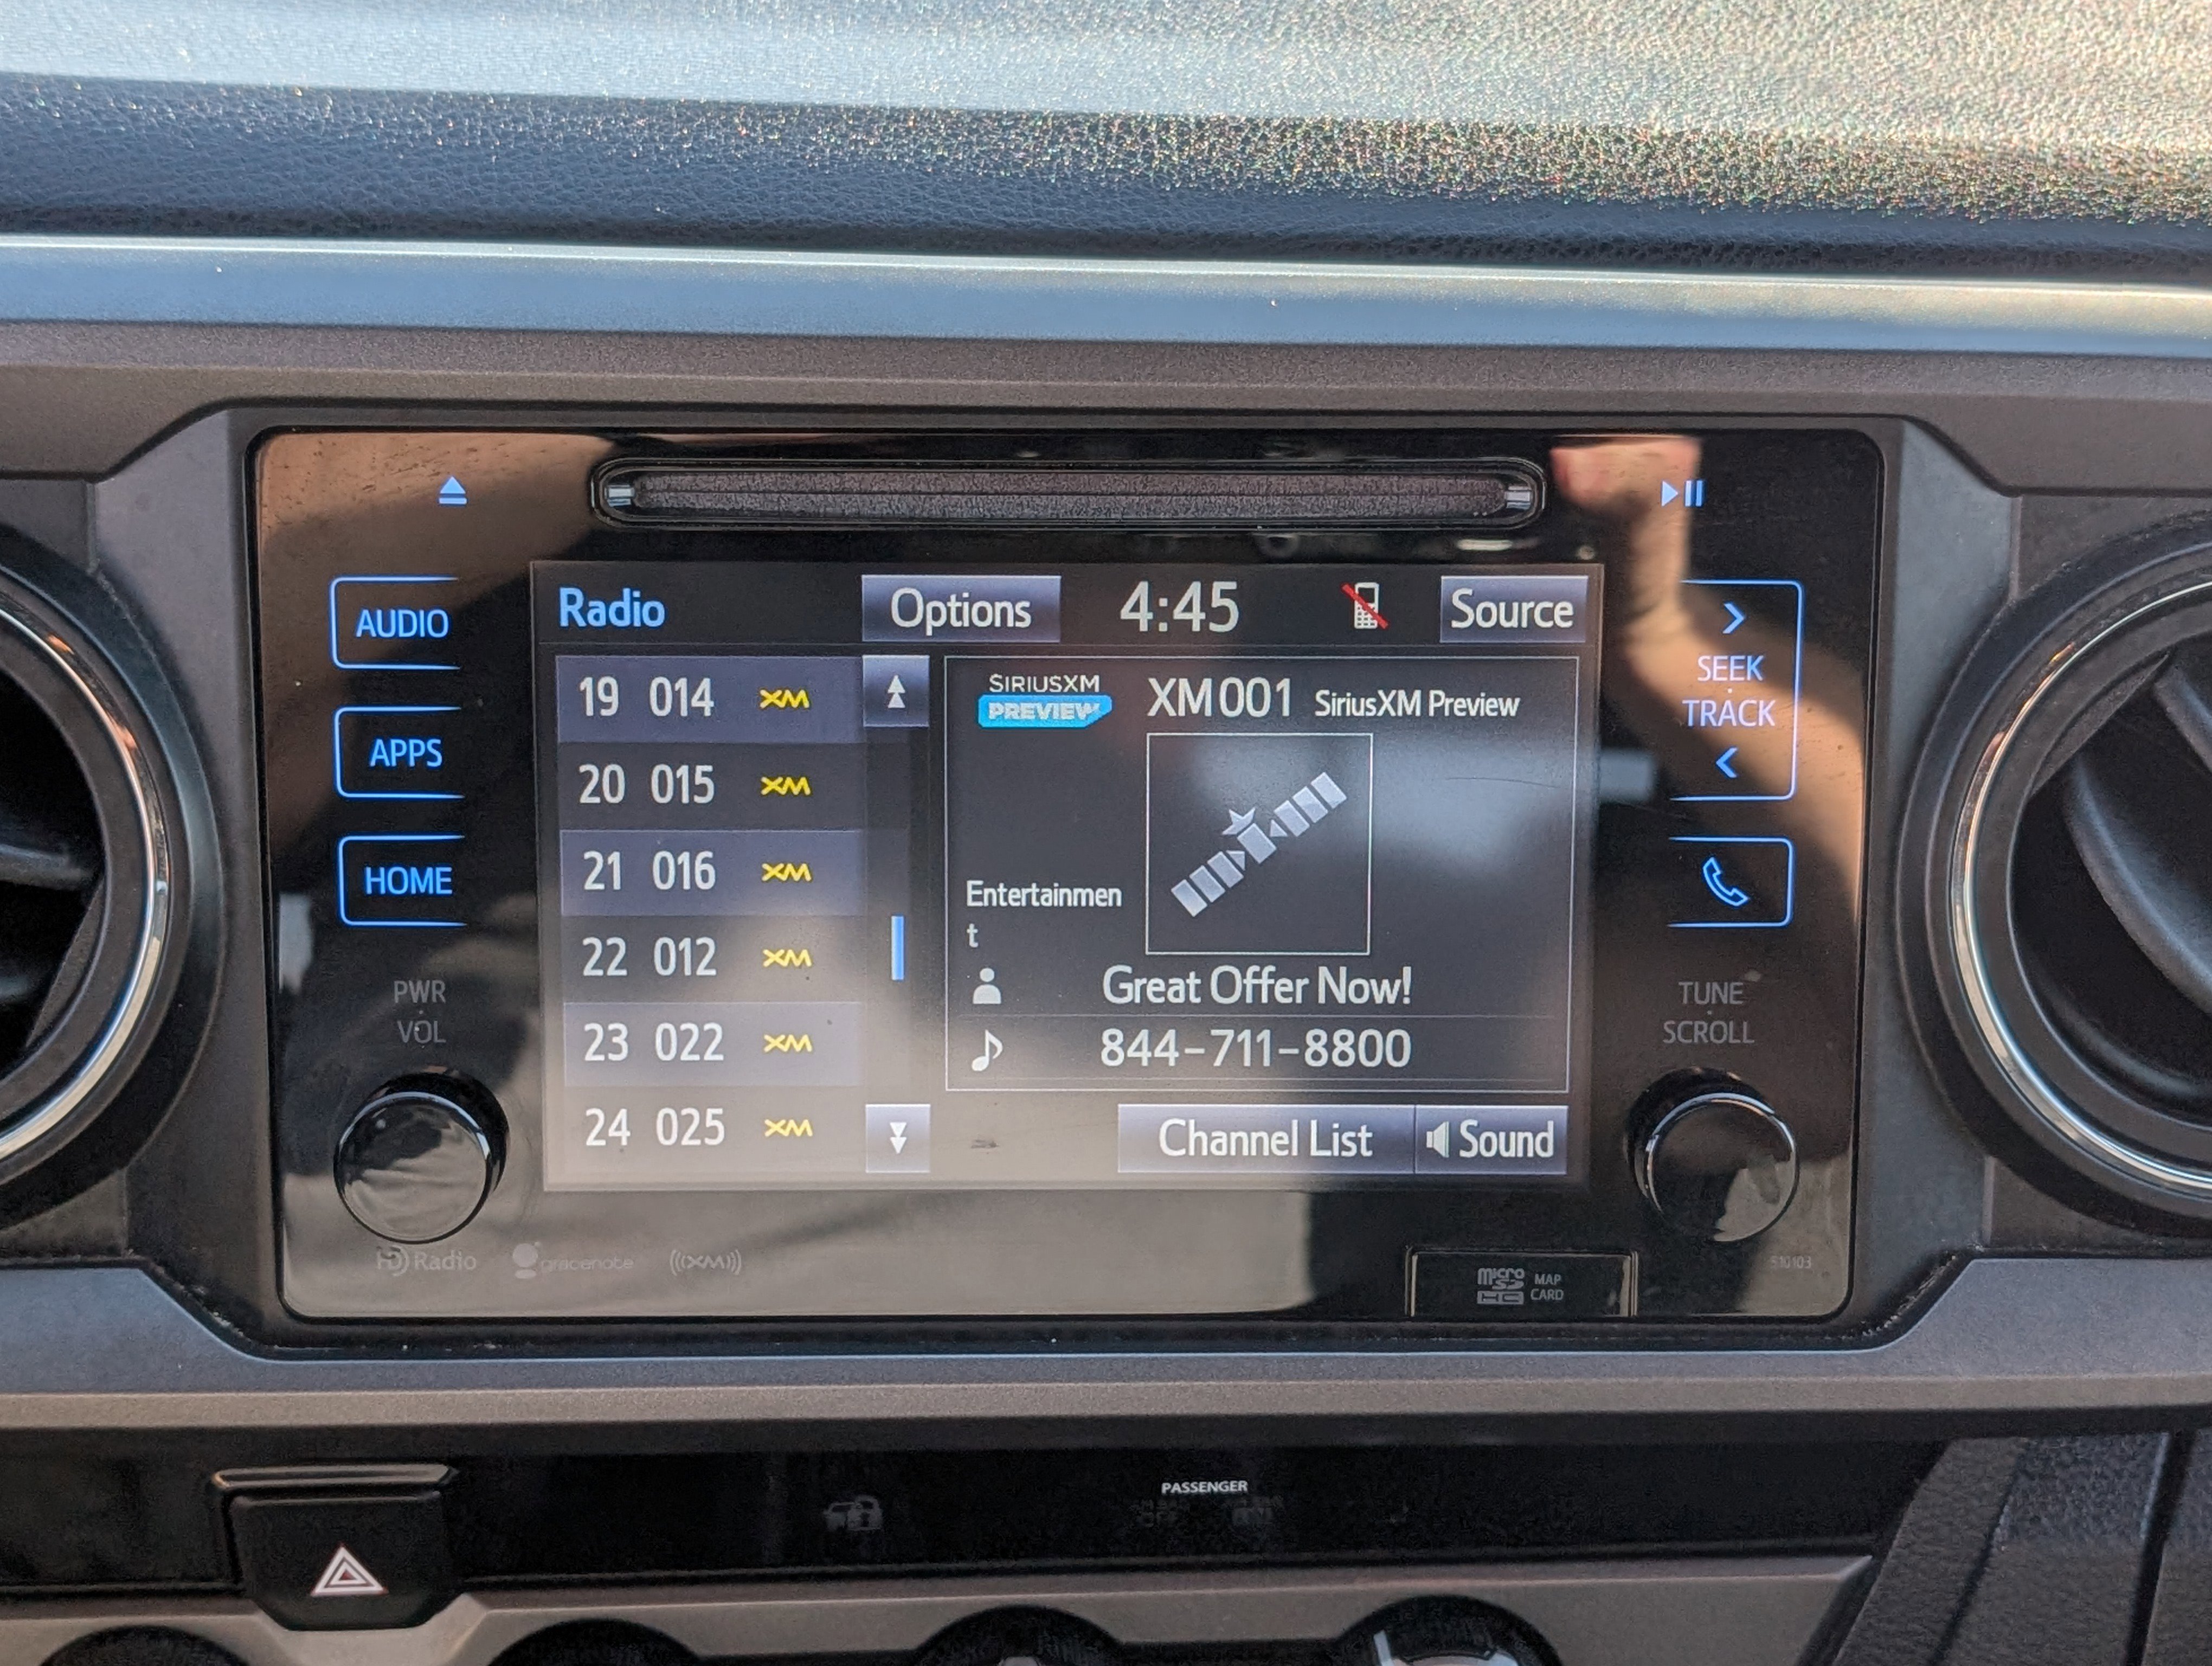 AUDIO
APPS
HOME
PWR
VOL
Radio
Options
4:45
Source
19 014 XM
20 015 XM
21 016 XM
22 012 XM
23 022 XM
24 025 XM
SIRIUSXM
PREVIEW
XM001 SiriusXM Preview
Entertainmen
t
Great Offer Now!
844-711-8800
Channel List
Sound
SEEK
TRACK
TUNE
SCROLL
HD Radio
gracenote
((XM))
micro
SD
HC
MAP
CARD
510103
PASSENGER